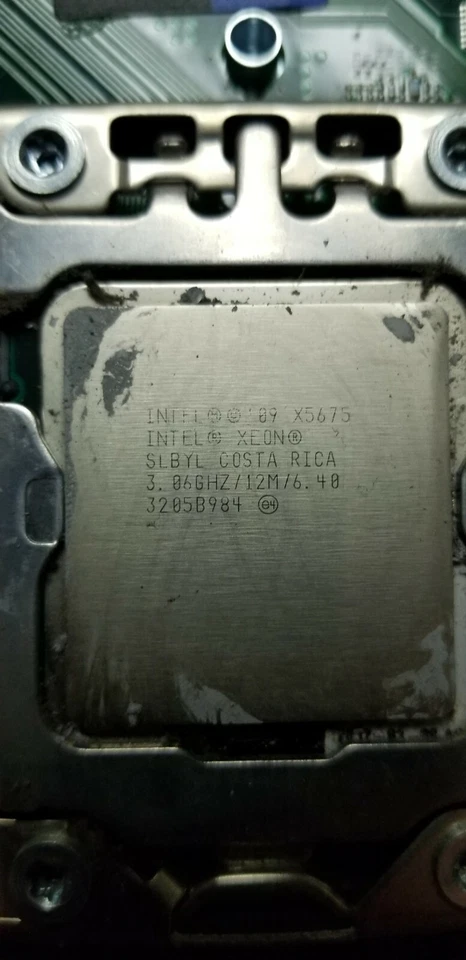 INTEL Ⓜ © '09 X5675
INTEL® XEON®
SLBYL COSTA RICA
3.06GHZ/12M/6.40
3205B984 ⓔ4